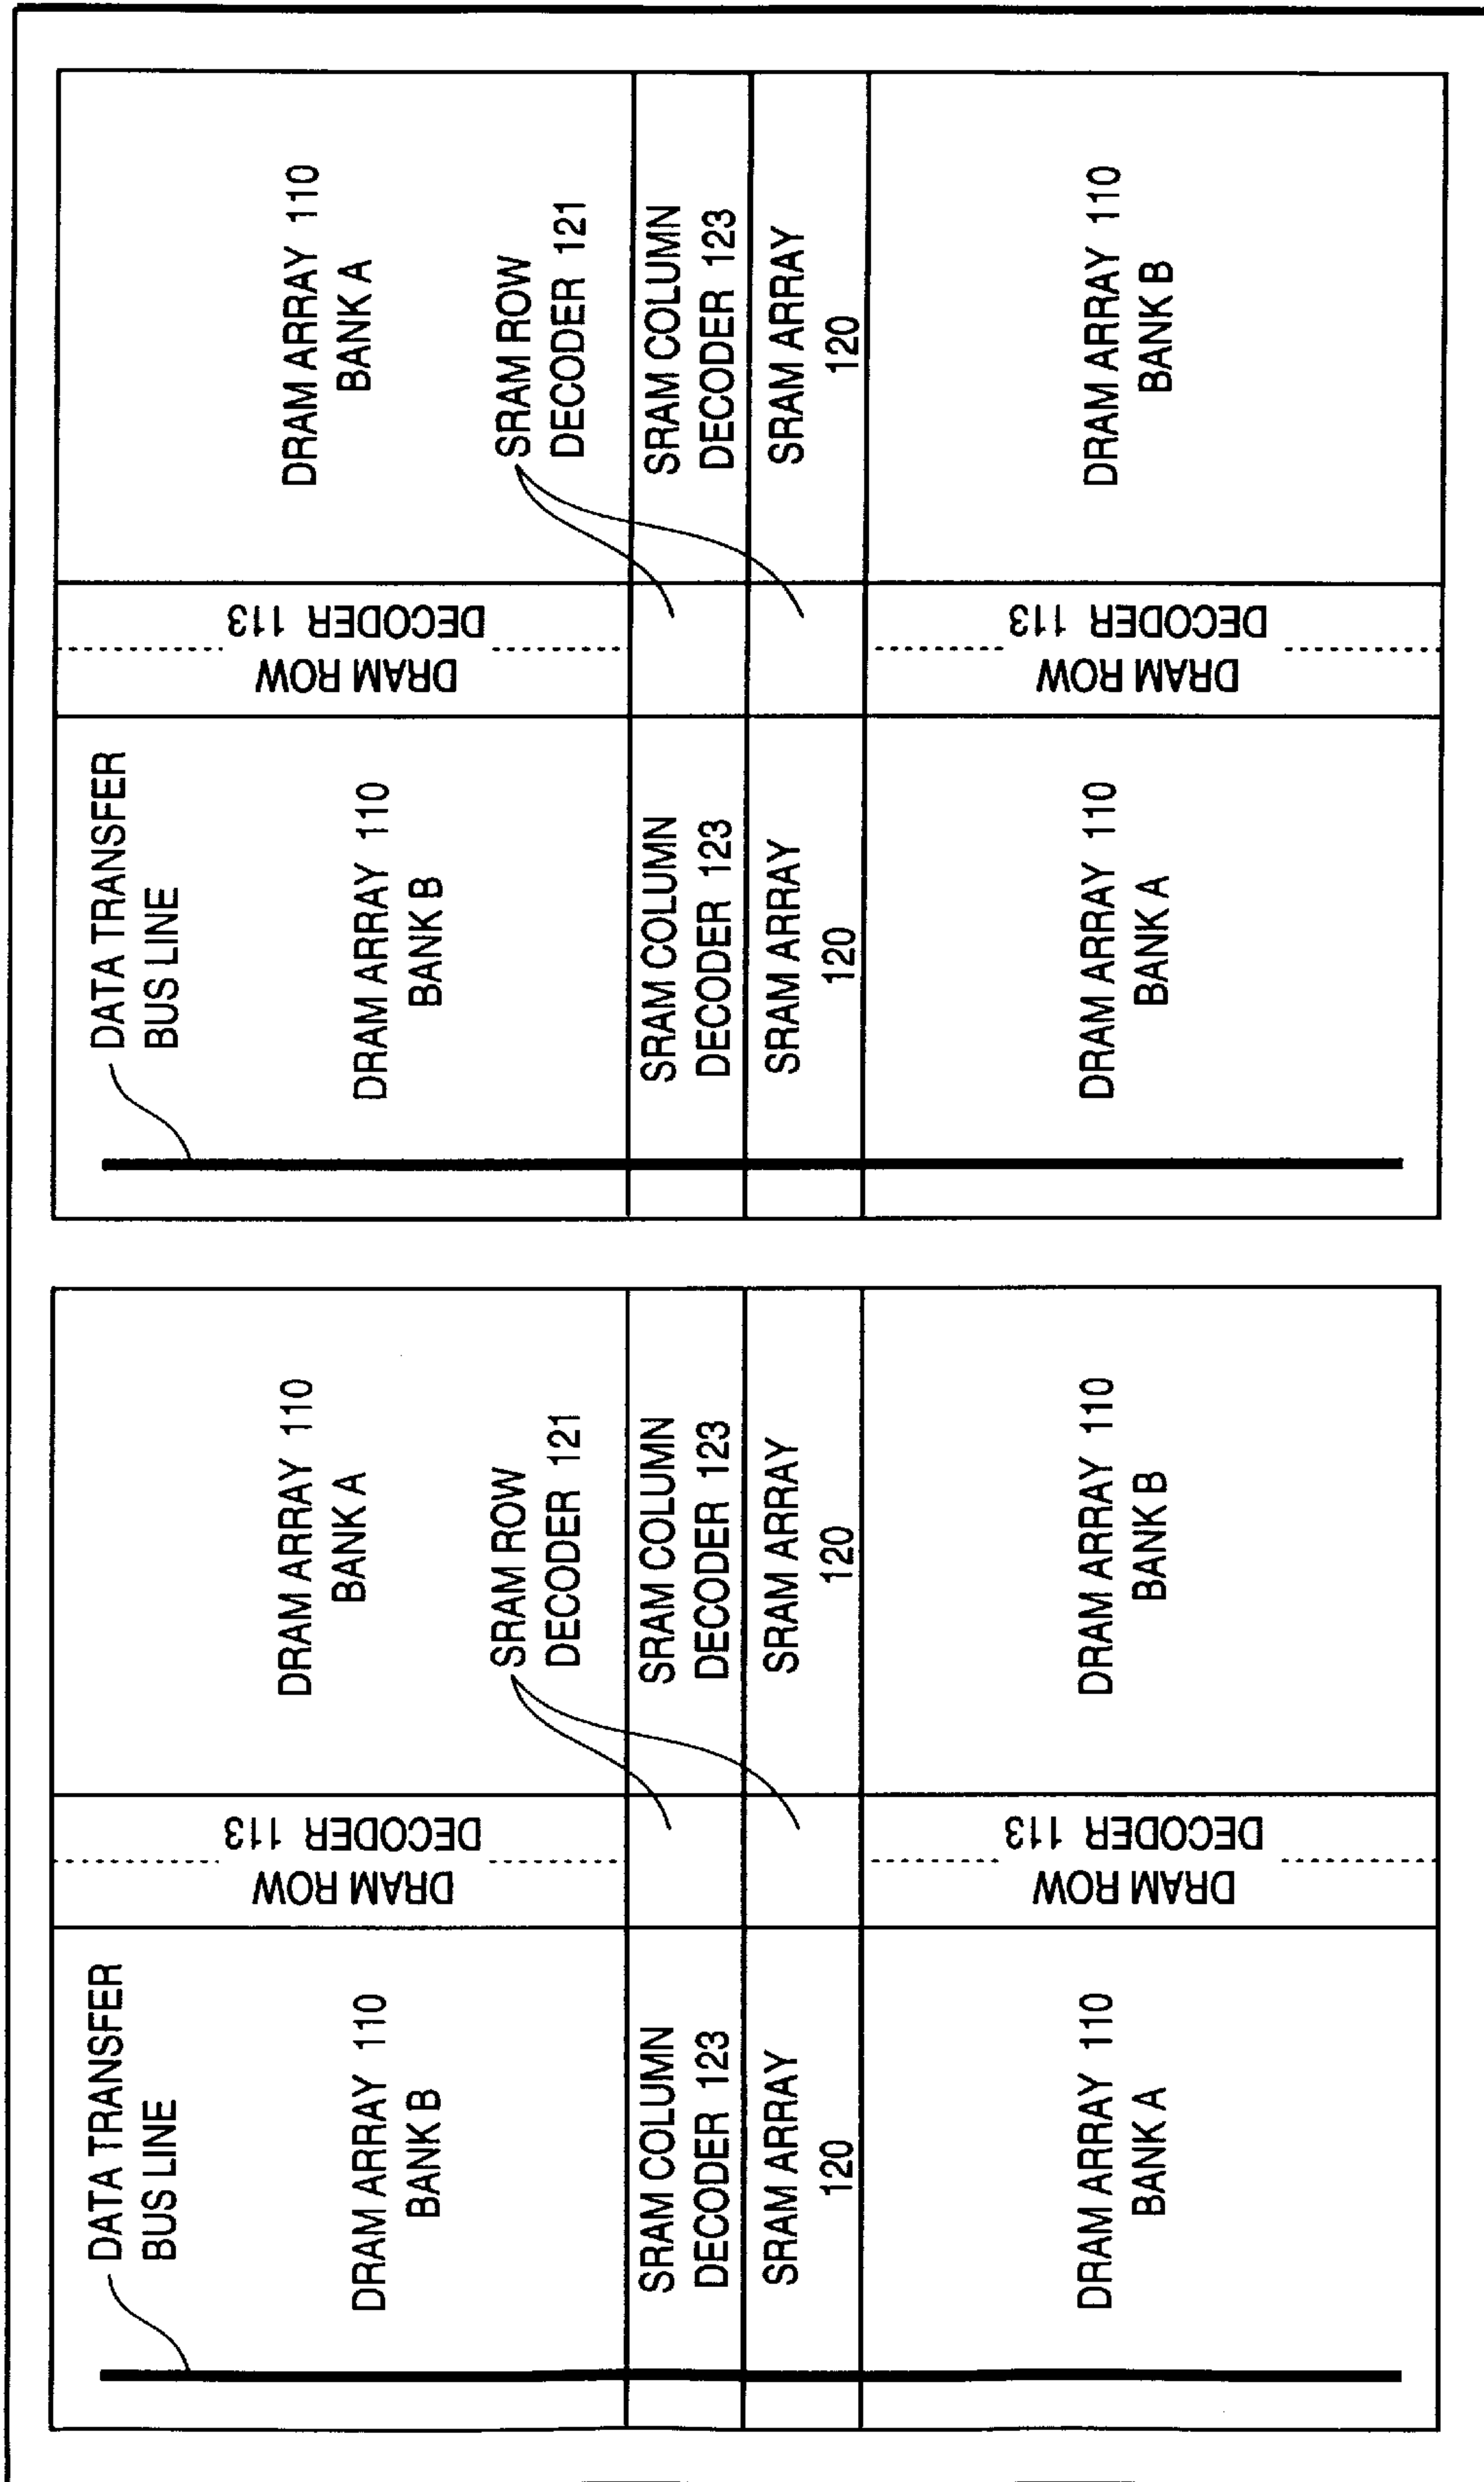 DATA TRANSFER
BUS LINE
DRAM ARRAY 110
BANK B
SRAM COLUMN
DECODER 123
SRAM ARRAY
120
DRAM ARRAY 110
BANK A
DRAM ROW
DECODER 113
DRAM ROW
DECODER 113
DRAM ARRAY 110
BANK A
SRAM ROW
DECODER 121
SRAM COLUMN
DECODER 123
SRAM ARRAY
120
DRAM ARRAY 110
BANK B
DATA TRANSFER
BUS LINE
DRAM ARRAY 110
BANK B
SRAM COLUMN
DECODER 123
SRAM ARRAY
120
DRAM ARRAY 110
BANK A
DRAM ROW
DECODER 113
DRAM ROW
DECODER 113
DRAM ARRAY 110
BANK A
SRAM ROW
DECODER 121
SRAM COLUMN
DECODER 123
SRAM ARRAY
120
DRAM ARRAY 110
BANK B